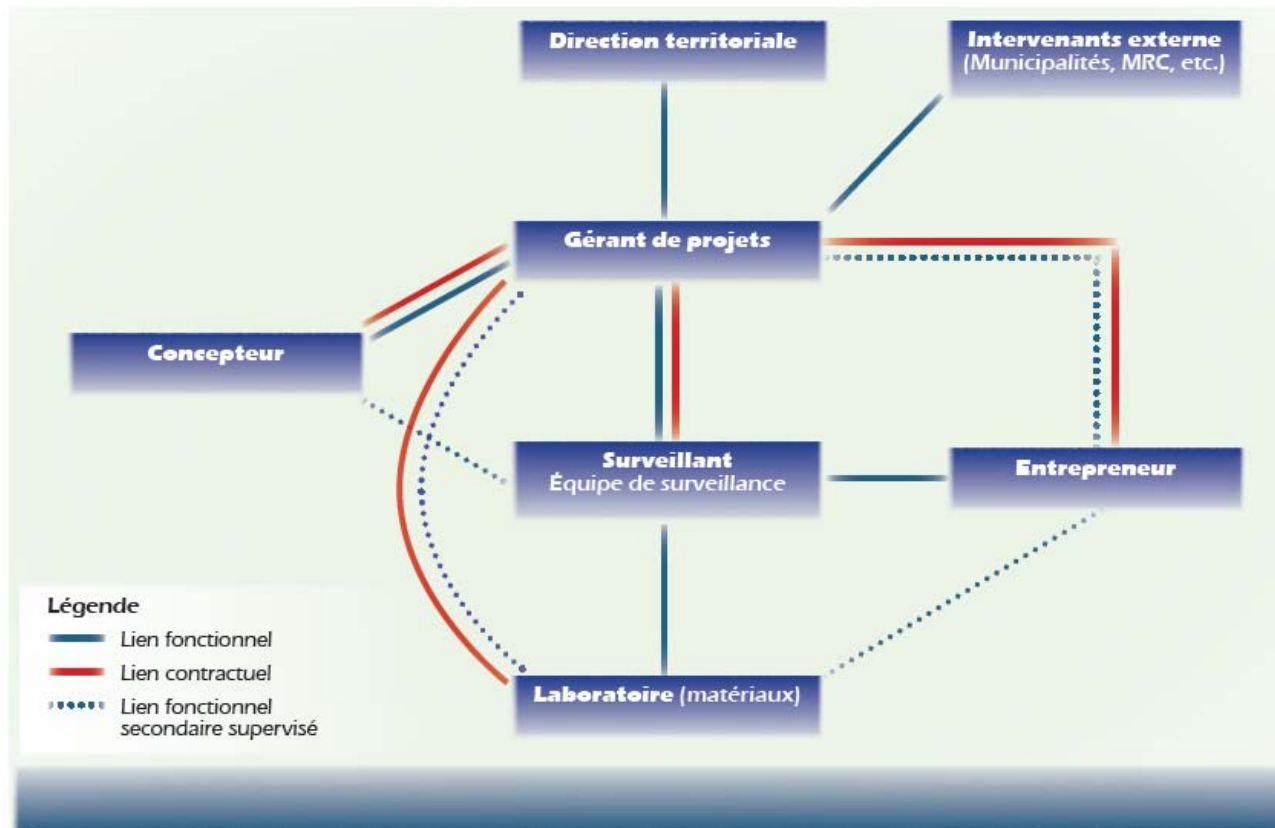 Direction territoriale
Intervenants externe
(Municipalités, MRC, etc.)
Gérant de projets
Concepteur
Surveillant
Équipe de surveillance
Entrepreneur
Légende
Lien fonctionnel
Lien contractuel
Lien fonctionnel
secondaire supervisé
Laboratoire (matériaux)